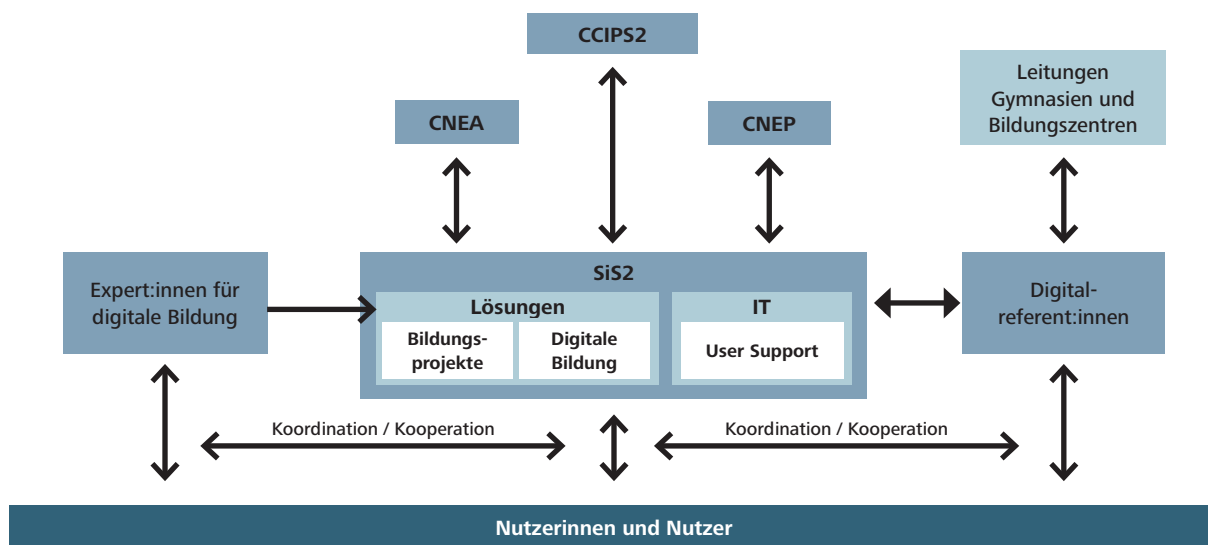 CCIPS2
CNEA
CNEP
Leitungen
Gymnasien und
Bildungszentren
Expert:innen für
digitale Bildung
SiS2
Lösungen
Bildungs-
projekte
Digitale
Bildung
IT
User Support
Digital-
referent:innen
Koordination / Kooperation
Koordination / Kooperation
Nutzerinnen und Nutzer